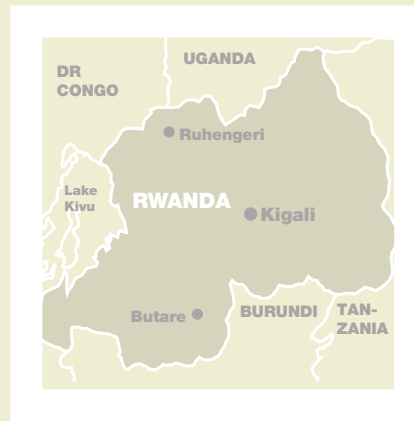 UGANDA
DR
CONGO
Ruhengeri
Lake
Kivu
RWANDA
Kigali
Butare
BURUNDI
TAN-
ZANIA